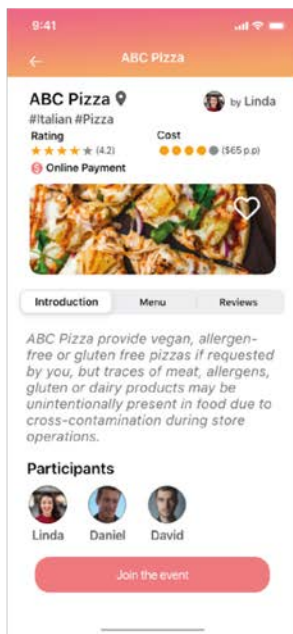 9:41
ABC Pizza
ABC Pizza
by Linda
#Italian #Pizza
Rating
Cost
(4.2)
($65 p.p)
$ Online Payment
Introduction
Menu
Reviews
ABC Pizza provide vegan, allergen-
free or gluten free pizzas if requested
by you, but traces of meat, allergens,
gluten or dairy products may be
unintentionally present in food due to
cross-contamination during store
operations.
Participants
Linda
Daniel
David
Join the event